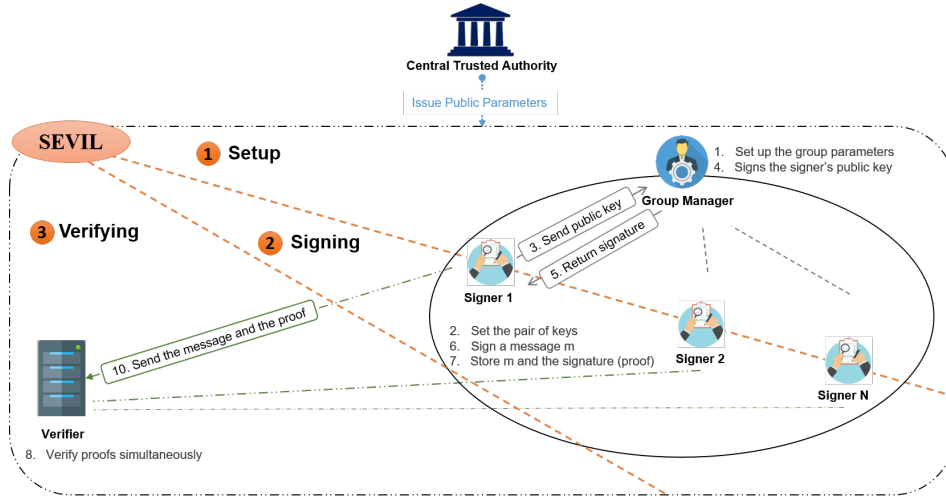 Central Trusted Authority
Issue Public Parameters
SEVIL
1 Setup
1. Set up the group parameters
4. Signs the signer's public key
Group Manager
3 Verifying
2 Signing
3. Send public key
5. Return signature
Signer 1
10. Send the message and the proof
2. Set the pair of keys
6. Sign a message m
7. Store m and the signature (proof)
Signer 2
Signer N
Verifier
8. Verify proofs simultaneously